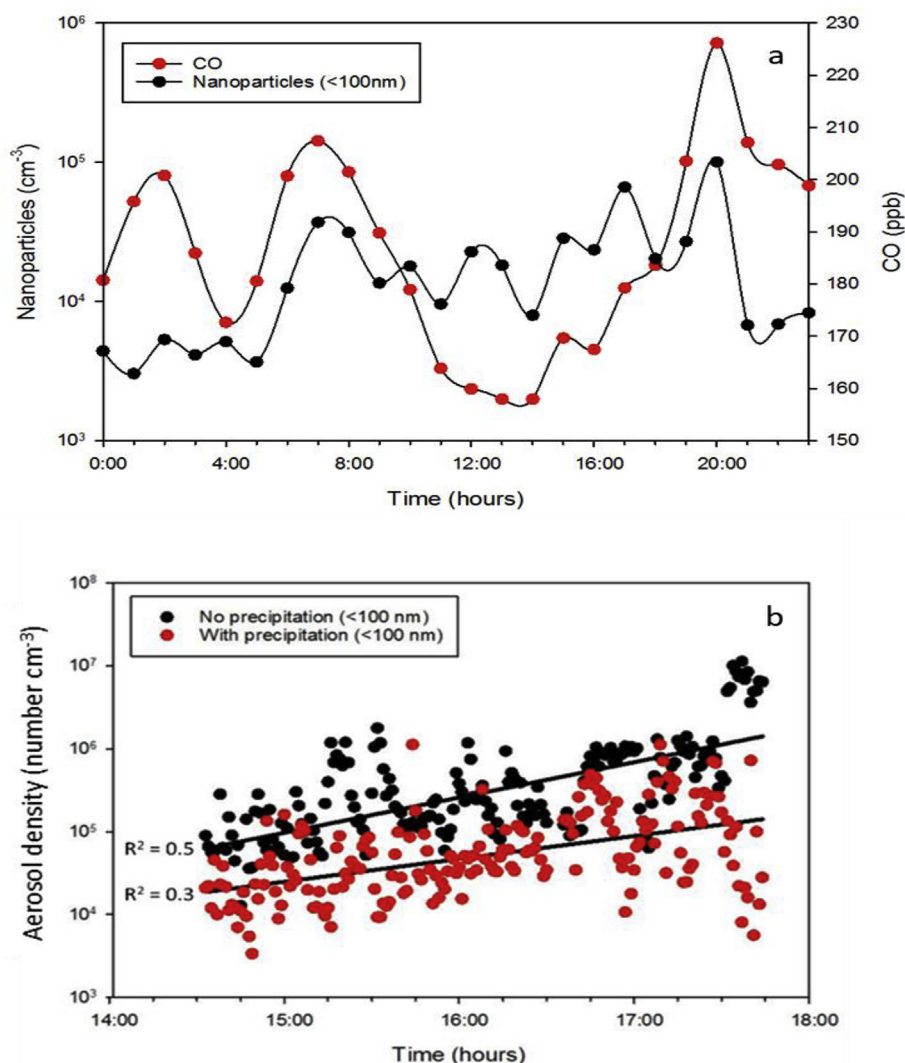 a
CO
Nanoparticles (<100nm)
10⁶
10⁵
10⁴
10³
Nanoparticles (cm⁻³)
230
220
210
200
190
180
170
160
150
CO (ppb)
0:00 4:00 8:00 12:00 16:00 20:00
Time (hours)
b
No precipitation (<100 nm)
With precipitation (<100 nm)
10⁸
10⁷
10⁶
10⁵
10⁴
10³
Aerosol density (number cm⁻³)
R² = 0.5
R² = 0.3
14:00 15:00 16:00 17:00 18:00
Time (hours)